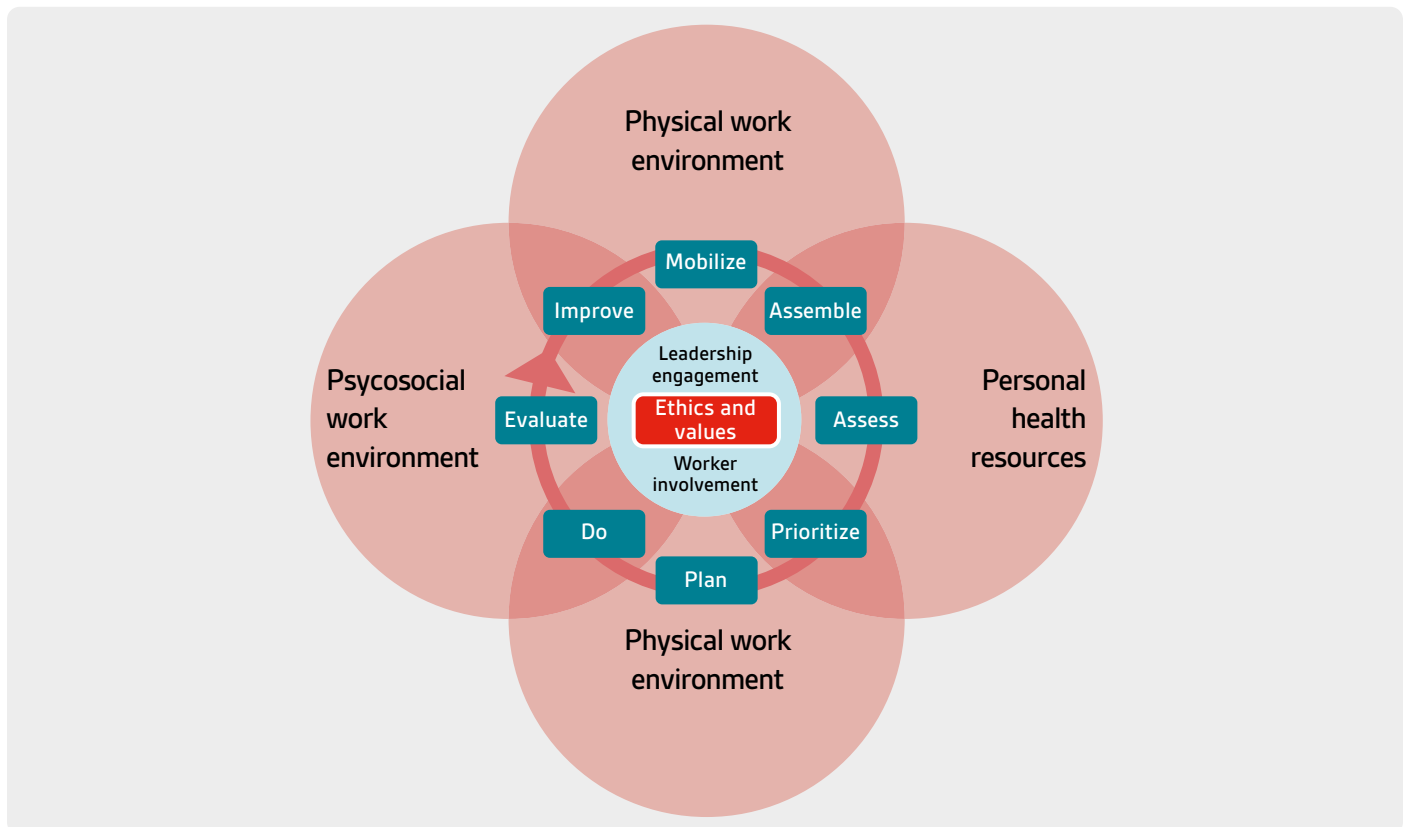 Physical work
environment
Mobilize
Improve
Assemble
Leadership
engagement
Psycosocial
work
environment
Personal
health
resources
Evaluate
Ethics and
values
Assess
Worker
involvement
Do
Prioritize
Plan
Physical work
environment